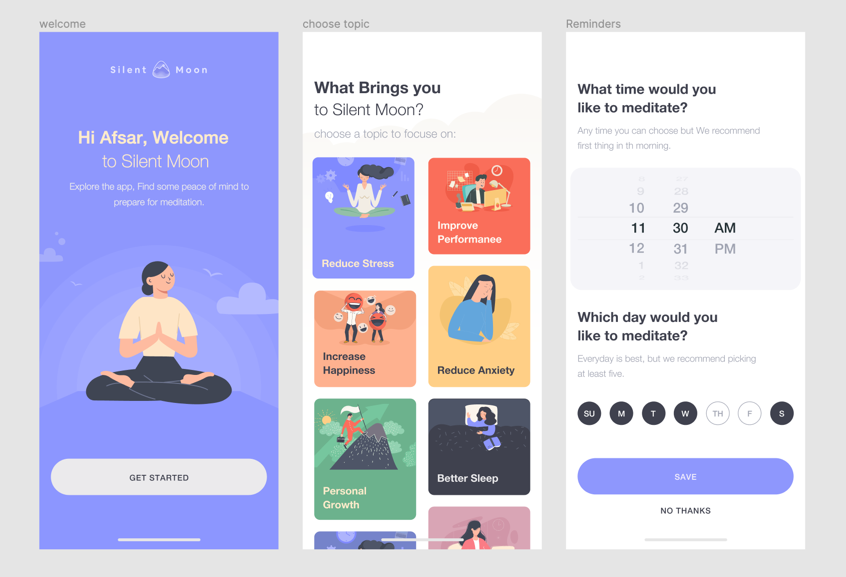 welcome
Silent Moon
Hi Afsar, Welcome
to Silent Moon
Explore the app, Find some peace of mind to
prepare for meditation.
GET STARTED
choose topic
What Brings you
to Silent Moon?
choose a topic to focus on:
Reduce Stress
Improve
Performanee
Increase
Happiness
Reduce Anxiety
Personal
Growth
Better Sleep
Reminders
What time would you
like to meditate?
Any time you can choose but We recommend
first thing in th morning.
9 28
10 29
11 30 AM
12 31 PM
1 32
Which day would you
like to meditate?
Everyday is best, but we recommend picking
at least five.
SU M T W TH F S
SAVE
NO THANKS